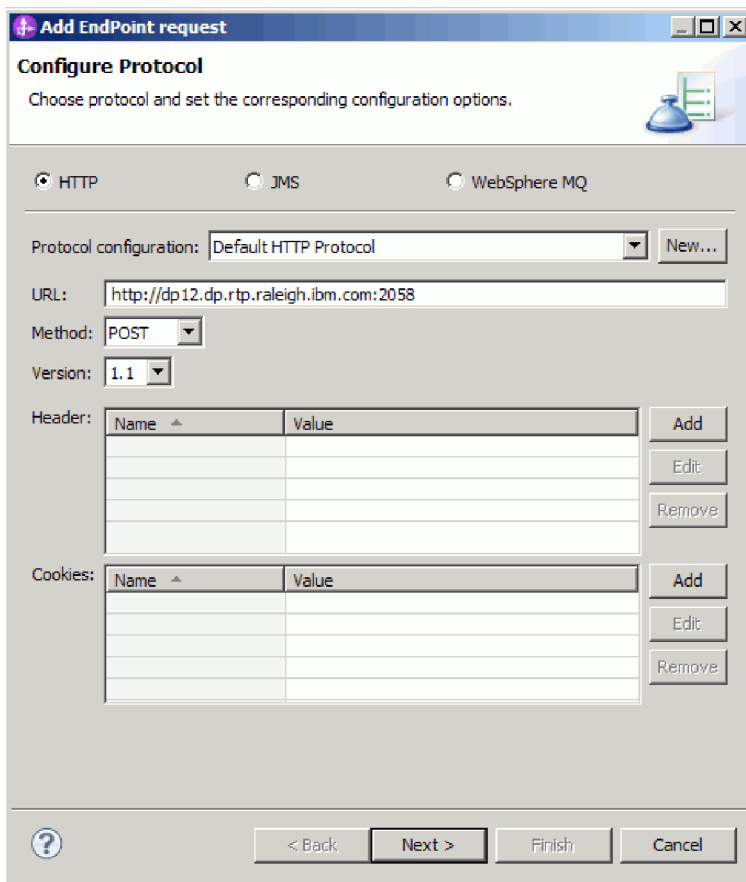 Add EndPoint request
Configure Protocol
Choose protocol and set the corresponding configuration options.
HTTP JMS WebSphere MQ
Protocol configuration: Default HTTP Protocol New...
URL: http://dp12.dp.rtp.raleigh.ibm.com:2058
Method: POST
Version: 1.1
Header: Name Value Add
Edit
Remove
Cookies: Name Value Add
Edit
Remove
? < Back Next > Finish Cancel